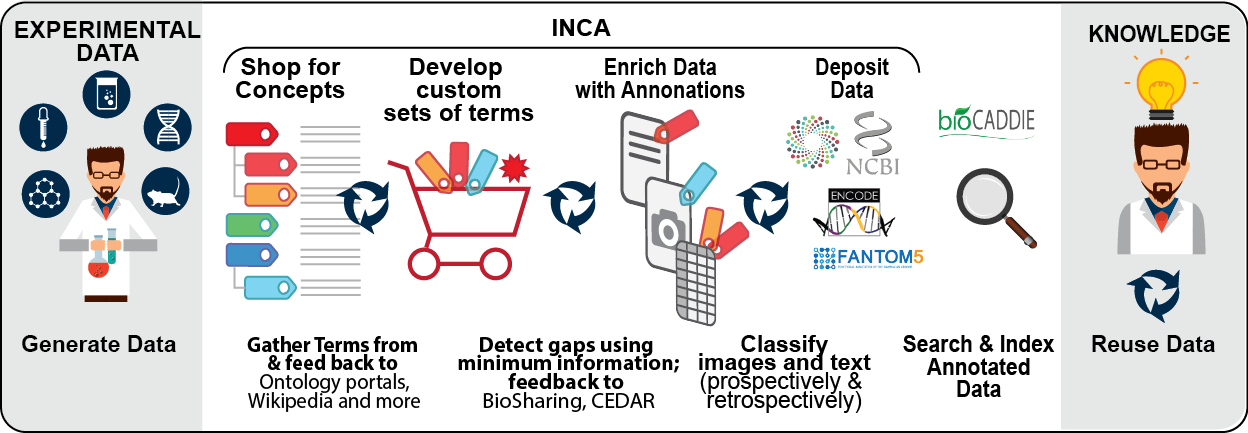 EXPERIMENTAL
DATA
Generate Data
INCA
Shop for
Concepts
Develop
custom
sets of terms
Enrich Data
with Annonations
Deposit
Data
NCBI
ENCODE
FANTOM5
bioCADDIE
Gather Terms from
& feed back to
Ontology portals,
Wikipedia and more
Detect gaps using
minimum information;
feedback to
BioSharing, CEDAR
Classify
images and text
(prospectively &
retrospectively)
Search & Index
Annotated
Data
KNOWLEDGE
Reuse Data